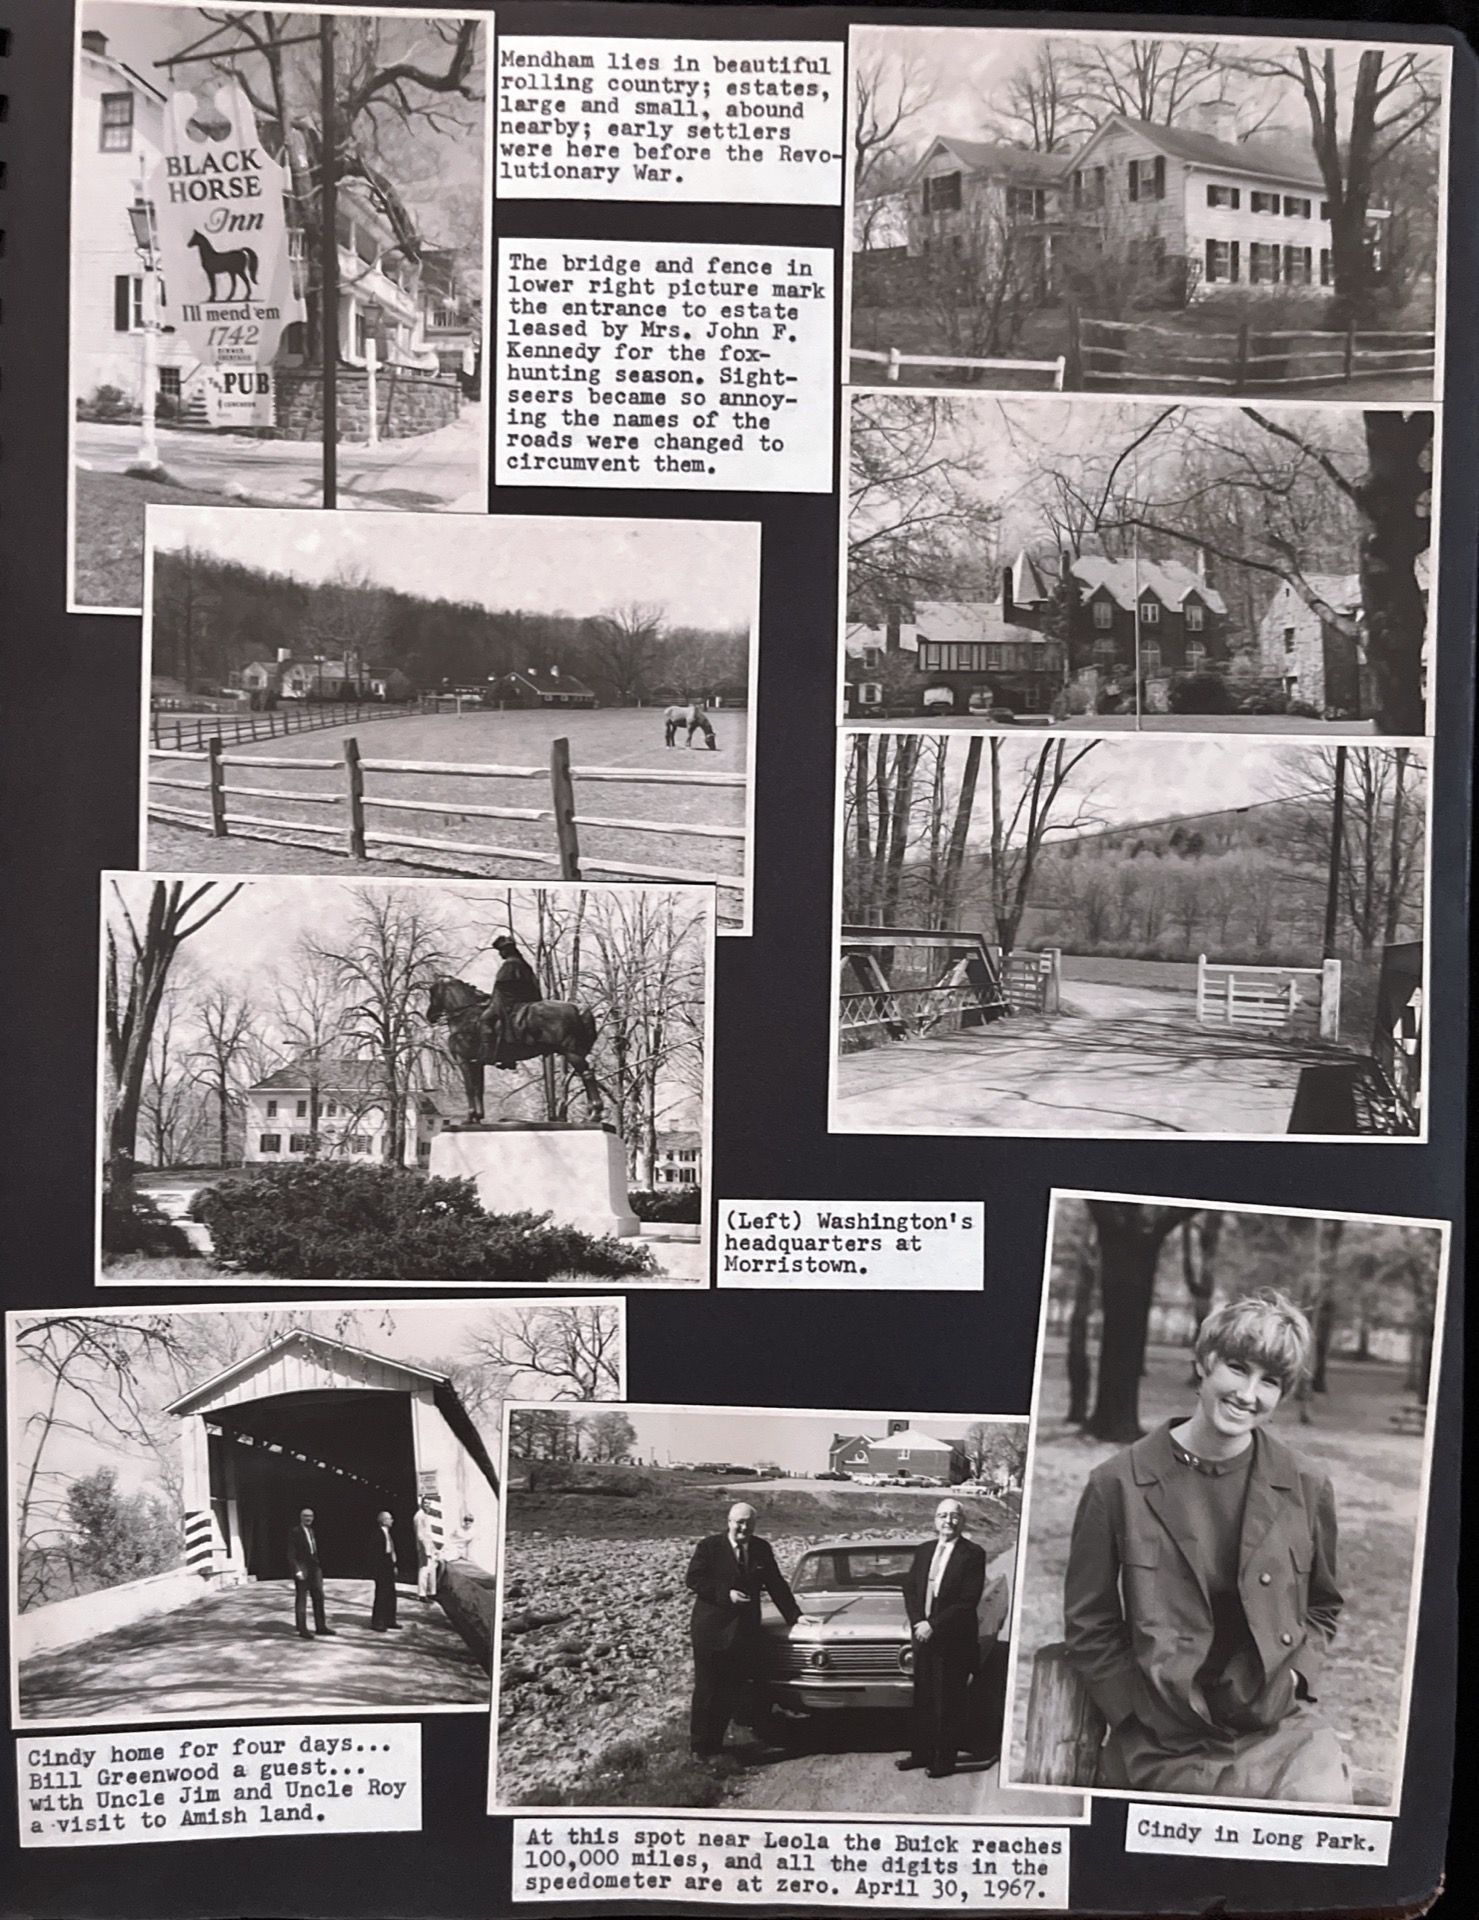 BLACK
HORSE
Inn
I'll mend 'em
1742
PUB
Mendham lies in beautiful
rolling country; estates,
large and small, abound
nearby; early settlers
were here before the Revo-
lutionary War.
The bridge and fence in
lower right picture mark
the entrance to estate
leased by Mrs. John F.
Kennedy for the fox-
hunting season. Sight-
seers became so annoy-
ing the names of the
roads were changed to
circumvent them.
(Left) Washington's
headquarters at
Morristown.
Cindy home for four days...
Bill Greenwood a guest...
with Uncle Jim and Uncle Roy
a visit to Amish land.
At this spot near Leola the Buick reaches
100,000 miles, and all the digits in the
speedometer are at zero. April 30, 1967.
Cindy in Long Park.